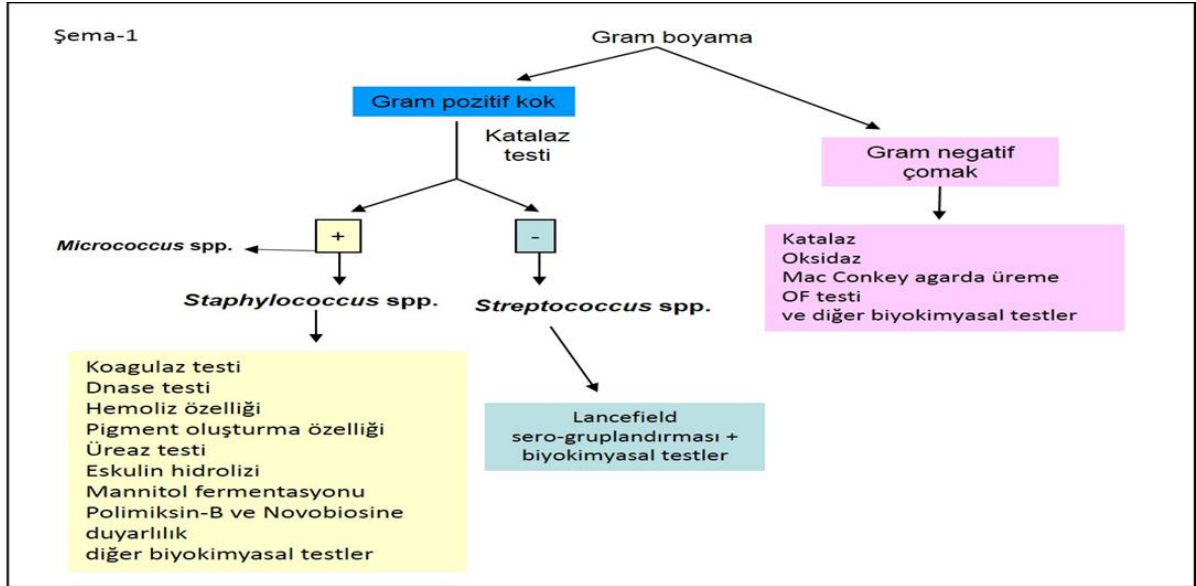 Şema-1
Gram boyama
Gram pozitif kok
Katalaz
testi
Gram negatif
çomak
+
-
Micrococcus spp.
Staphylococcus spp.
Streptococcus spp.
Katalaz
Oksidaz
Mac Conkey agarda üreme
OF testi
ve diğer biyokimyasal testler
Koagulaz testi
Dnase testi
Hemoliz özelliği
Pigment oluşturma özelliği
Üreaz testi
Eskulin hidrolizi
Mannitol fermentasyonu
Polimiksin-B ve Novobiosine
duyarlılık
diğer biyokimyasal testler
Lancefield
sero-gruplandırması +
biyokimyasal testler